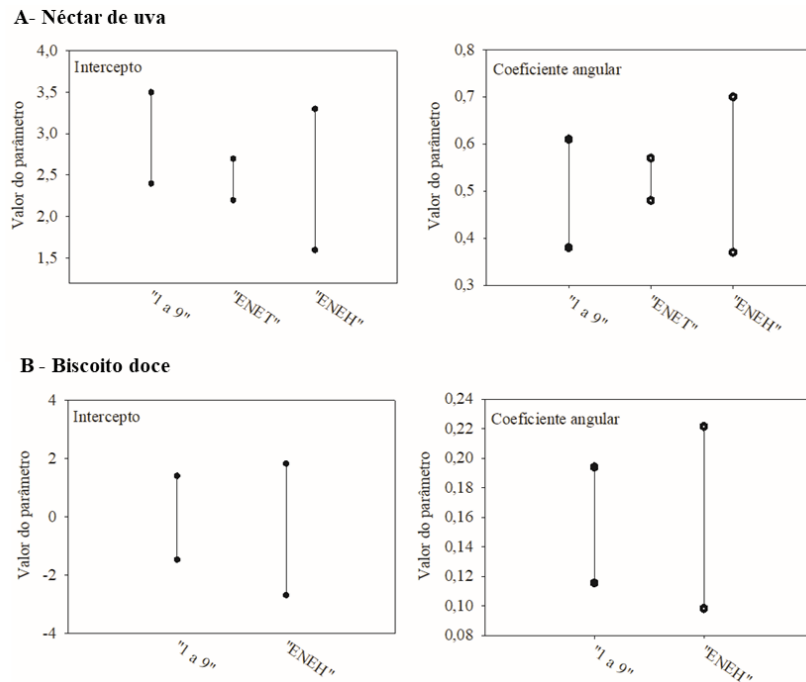 A- Néctar de uva
Intercepto
Valor do parâmetro
4,0
3,5
3,0
2,5
2,0
1,5
"1 a 9"
"ENET"
"ENEH"
Coeficiente angular
Valor do parâmetro
0,8
0,7
0,6
0,5
0,4
0,3
"1 a 9"
"ENET"
"ENEH"
B - Biscoito doce
Intercepto
Valor do parâmetro
4
2
0
-2
-4
"1 a 9"
"ENEH"
Coeficiente angular
Valor do parâmetro
0,24
0,22
0,20
0,18
0,16
0,14
0,12
0,10
0,08
"1 a 9"
"ENEH"